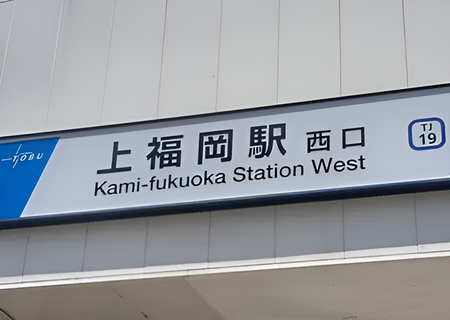 TOBU
上福岡駅 西口
Kami-fukuoka Station West
TJ
19